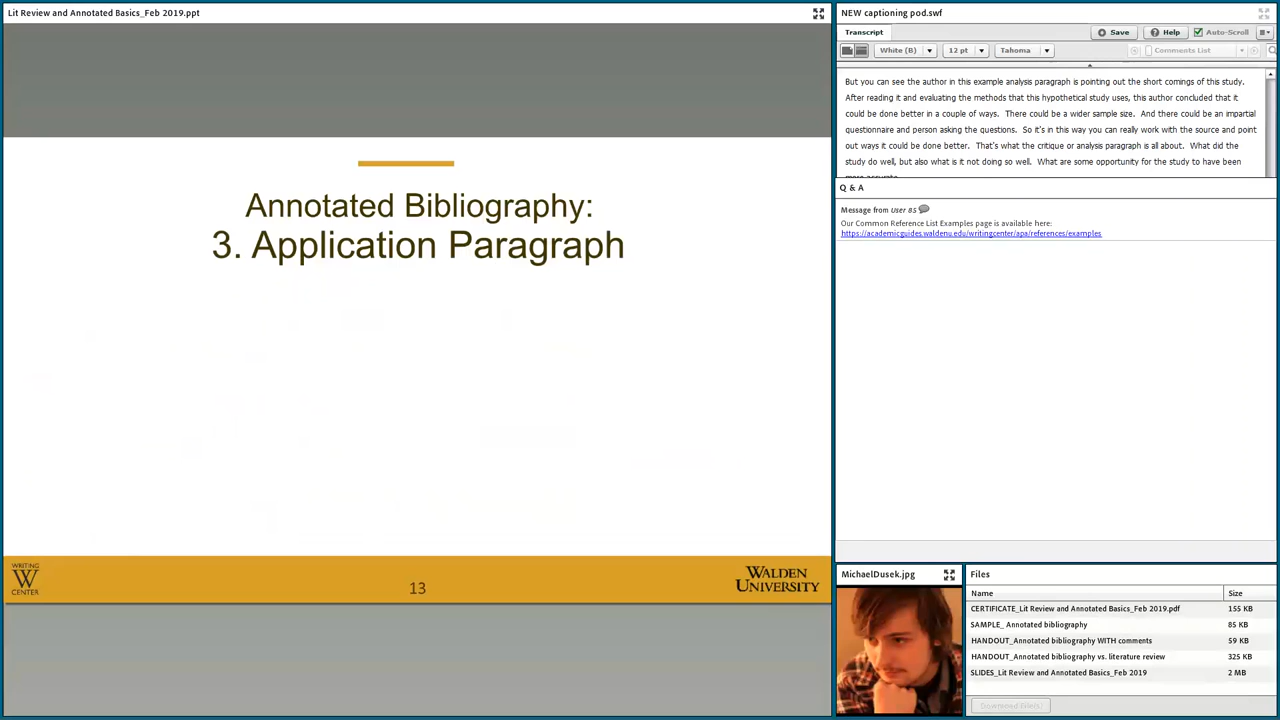 Lit Review and Annotated Basics_Feb 2019.ppt
Annotated Bibliography:
3. Application Paragraph
WRITING
W
CENTER
13
WALDEN
UNIVERSITY
NEW captioning pod.swf
Transcript
Save
Help
Auto-Scroll
White (B)
12 pt
Tahoma
Comments List
But you can see the author in this example analysis paragraph is pointing out the short comings of this study.
After reading it and evaluating the methods that this hypothetical study uses, this author concluded that it
could be done better in a couple of ways. There could be a wider sample size. And there could be an impartial
questionnaire and person asking the questions. So it's in this way you can really work with the source and point
out ways it could be done better. That's what the critique or analysis paragraph is all about. What did the
study do well, but also what is it not doing so well. What are some opportunity for the study to have been
more accurate
Q & A
Message from User 85
Our Common Reference List Examples page is available here:
https://academicguides.waldenu.edu/writingcenter/apa/references/examples
MichaelDusek.jpg
Files
Name Size
CERTIFICATE_Lit Review and Annotated Basics_Feb 2019.pdf 155 KB
SAMPLE_ Annotated bibliography 85 KB
HANDOUT_Annotated bibliography WITH comments 59 KB
HANDOUT_Annotated bibliography vs. literature review 325 KB
SLIDES_Lit Review and Annotated Basics_Feb 2019 2 MB
Download File(s)